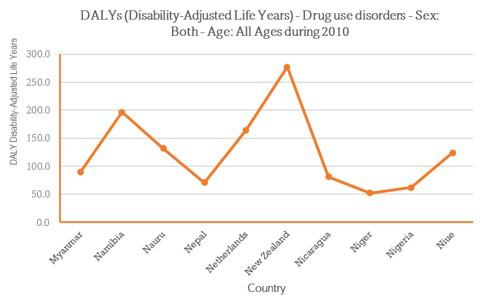 DALYs (Disability-Adjusted Life Years) - Drug use disorders - Sex:
Both - Age: All Ages during 2010
DALY Disability-Adjusted Life Years
300.0
250.0
200.0
150.0
100.0
50.0
0.0
Myanmar
Namibia
Nauru
Nepal
Netherlands
New Zealand
Nicaragua
Niger
Nigeria
Niue
Country